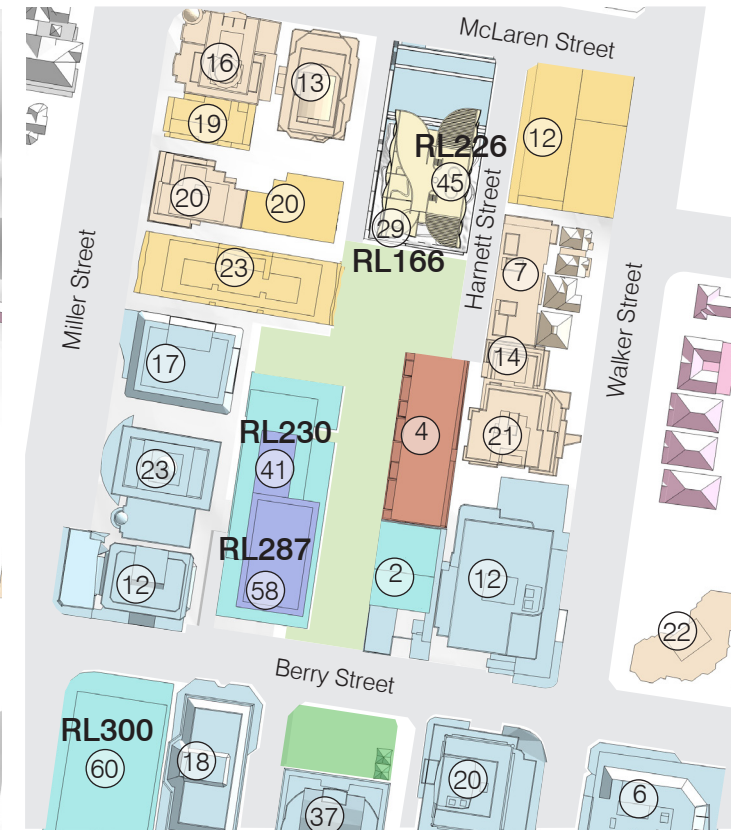 McLaren Street
16
13
19
12
RL226
45
20
20
29
RL166
Harnett Street
23
7
Miller Street
Walker Street
17
14
4
21
RL230
41
23
RL287
58
12
2
12
22
Berry Street
RL300
60
18
20
6
37